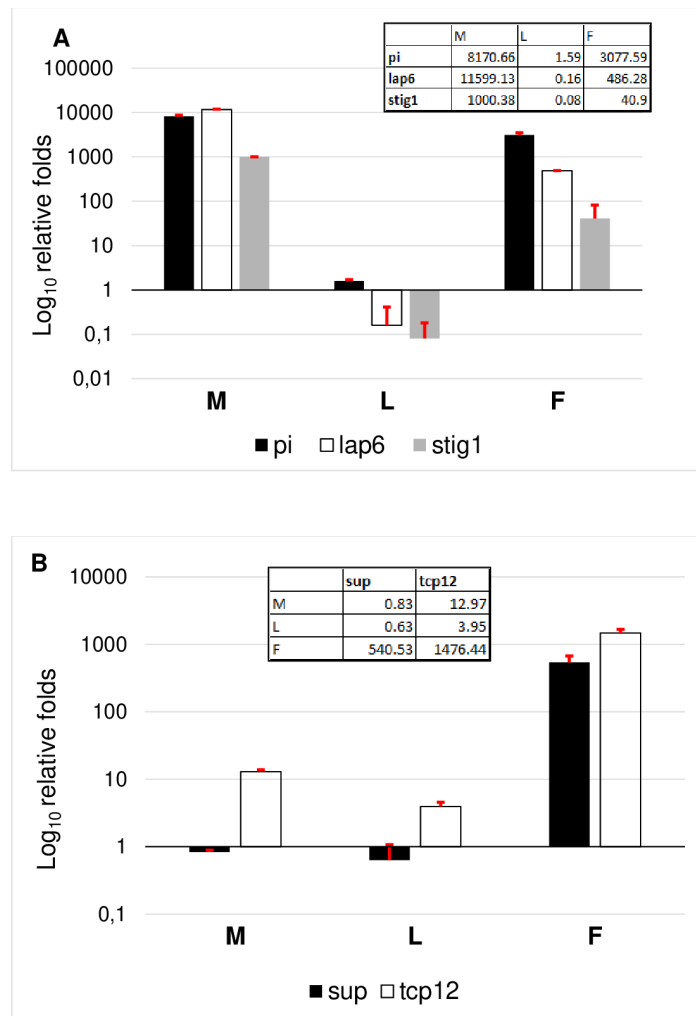 A
M L F
pi 8170.66 1.59 3077.59
lap6 11599.13 0.16 486.28
stig1 1000.38 0.08 40.9
100000
10000
1000
100
10
1
0,1
0,01
Log10 relative folds
M L F
pi lap6 stig1
B
sup tcp12
M 0.83 12.97
L 0.63 3.95
F 540.53 1476.44
10000
1000
100
10
1
0,1
Log10 relative folds
M L F
sup tcp12